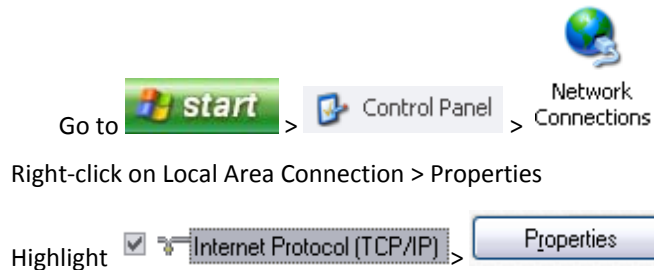 Go to start > Control Panel > Network Connections
Right-click on Local Area Connection > Properties
Highlight Internet Protocol (TCP/IP) > Properties